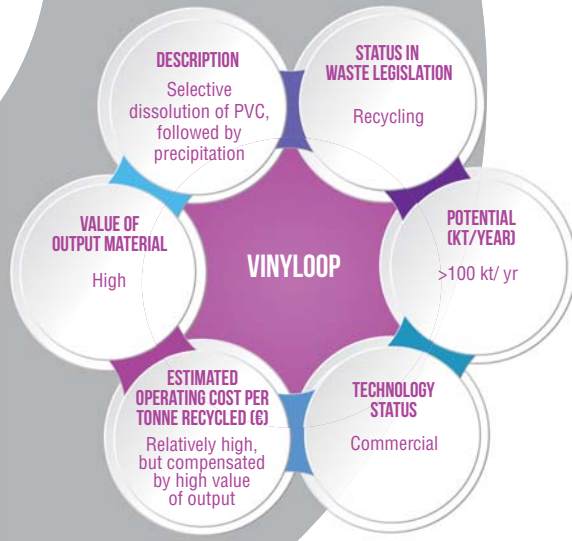 DESCRIPTION
Selective
dissolution of PVC,
followed by
precipitation
STATUS IN
WASTE LEGISLATION
Recycling
VALUE OF
OUTPUT MATERIAL
High
VINYLOOP
POTENTIAL
(KT/YEAR)
>100 kt/ yr
ESTIMATED
OPERATING COST PER
TONNE RECYCLED (€)
Relatively high,
but compensated
by high value
of output
TECHNOLOGY
STATUS
Commercial